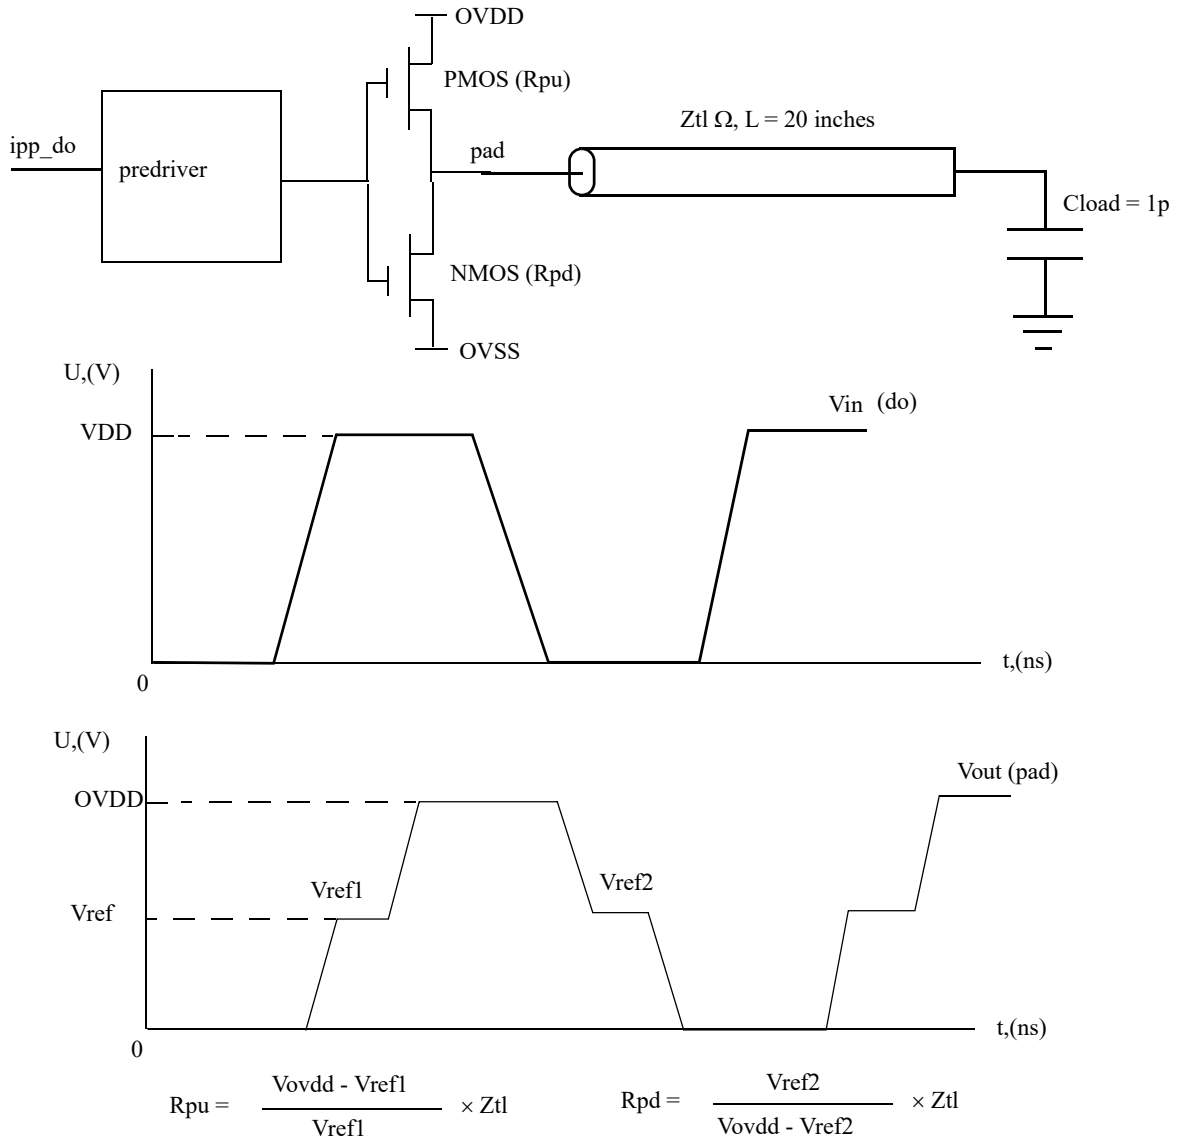 OVDD
PMOS (Rpu)
Ztl Ω, L = 20 inches
ipp_do
predriver
pad
Cload = 1p
NMOS (Rpd)
OVSS
U,(V)
Vin (do)
VDD
t,(ns)
0
U,(V)
Vout (pad)
OVDD
Vref1
Vref2
Vref
t,(ns)
0
Rpu = Vovdd - Vref1 / Vref1 × Ztl
Rpd = Vref2 / Vovdd - Vref2 × Ztl